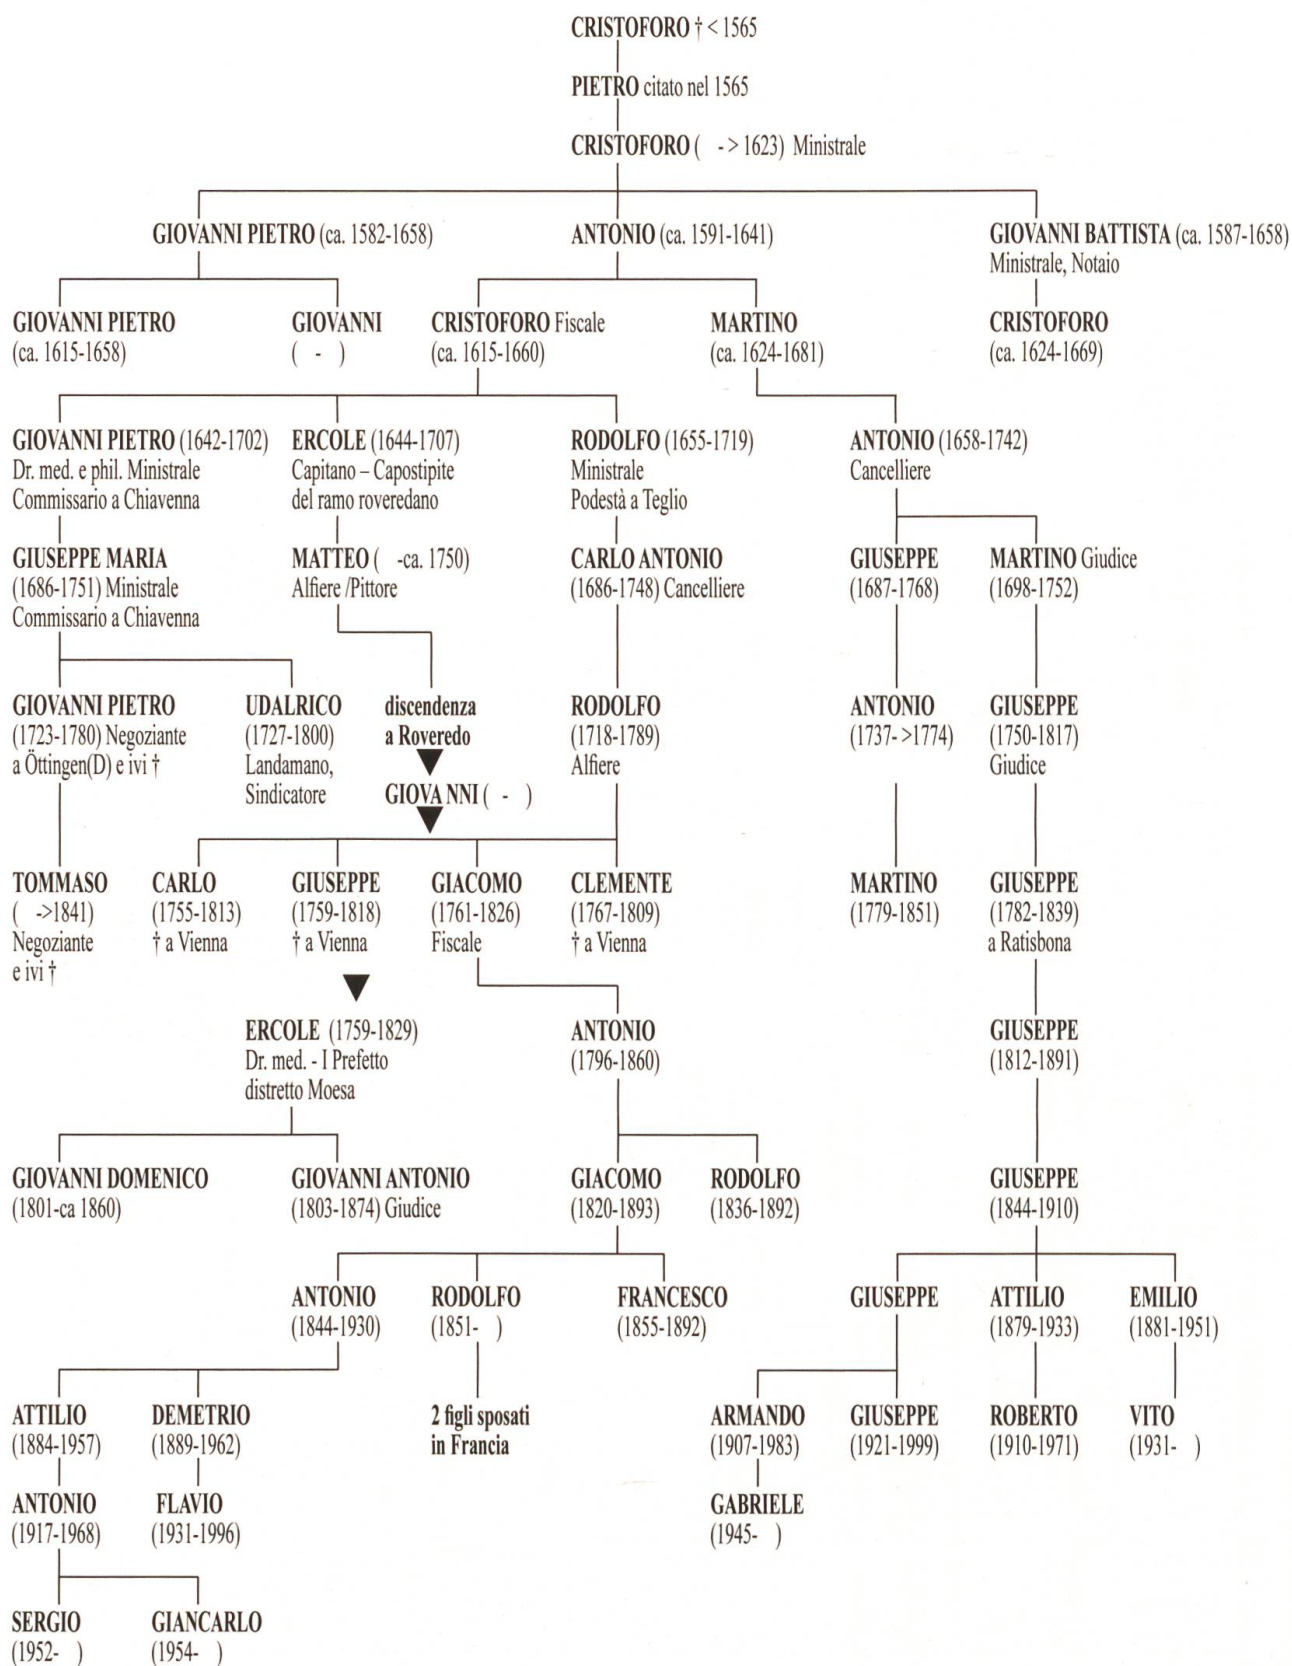 CRISTOFORO † < 1565
PIETRO citato nel 1565
CRISTOFORO (   - > 1623) Ministrale
GIOVANNI PIETRO (ca. 1582-1658)
ANTONIO (ca. 1591-1641)
GIOVANNI BATTISTA (ca. 1587-1658)
Ministrale, Notaio
GIOVANNI PIETRO
(ca. 1615-1658)
GIOVANNI
(   -   )
CRISTOFORO Fiscale
(ca. 1615-1660)
MARTINO
(ca. 1624-1681)
CRISTOFORO
(ca. 1624-1669)
GIOVANNI PIETRO (1642-1702)
Dr. med. e phil. Ministrale
Commissario a Chiavenna
ERCOLE (1644-1707)
Capitano – Capostipite
del ramo roveredano
RODOLFO (1655-1719)
Ministrale
Podestà a Teglio
ANTONIO (1658-1742)
Cancelliere
GIUSEPPE MARIA
(1686-1751) Ministrale
Commissario a Chiavenna
MATTEO (   -ca. 1750)
Alfiere /Pittore
CARLO ANTONIO
(1686-1748) Cancelliere
GIUSEPPE
(1687-1768)
MARTINO Giudice
(1698-1752)
GIOVANNI PIETRO
(1723-1780) Negoziante
a Öttingen(D) e ivi †
UDALRICO
(1727-1800)
Landamano,
Sindicatore
discendenza
a Roveredo
GIOVANNI (   -   )
RODOLFO
(1718-1789)
Alfiere
ANTONIO
(1737- >1774)
GIUSEPPE
(1750-1817)
Giudice
TOMMASO
(   ->1841)
Negoziante
e ivi †
CARLO
(1755-1813)
† a Vienna
GIUSEPPE
(1759-1818)
† a Vienna
GIACOMO
(1761-1826)
Fiscale
CLEMENTE
(1767-1809)
† a Vienna
MARTINO
(1779-1851)
GIUSEPPE
(1782-1839)
a Ratisbona
ERCOLE (1759-1829)
Dr. med. - I Prefetto
distretto Moesa
ANTONIO
(1796-1860)
GIUSEPPE
(1812-1891)
GIOVANNI DOMENICO
(1801-ca 1860)
GIOVANNI ANTONIO
(1803-1874) Giudice
GIACOMO
(1820-1893)
RODOLFO
(1836-1892)
GIUSEPPE
(1844-1910)
ANTONIO
(1844-1930)
RODOLFO
(1851-   )
FRANCESCO
(1855-1892)
GIUSEPPE
ATTILIO
(1879-1933)
EMILIO
(1881-1951)
ATTILIO
(1884-1957)
DEMETRIO
(1889-1962)
2 figli sposati
in Francia
ARMANDO
(1907-1983)
GIUSEPPE
(1921-1999)
ROBERTO
(1910-1971)
VITO
(1931-   )
ANTONIO
(1917-1968)
FLAVIO
(1931-1996)
GABRIELE
(1945-   )
SERGIO
(1952-   )
GIANCARLO
(1954-   )